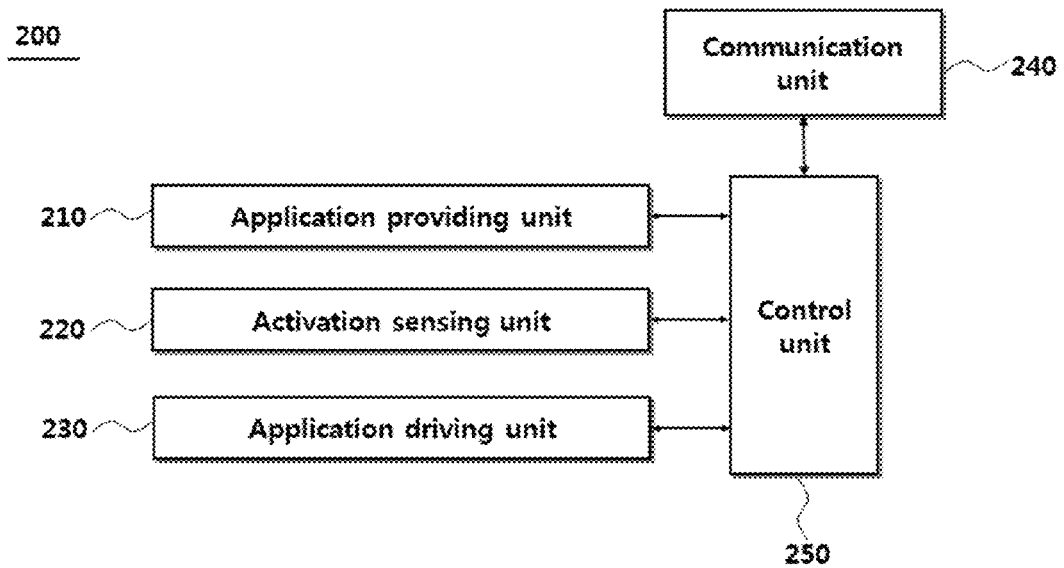 200
Communication
unit
240
210
Application providing unit
220
Activation sensing unit
Control
unit
230
Application driving unit
250